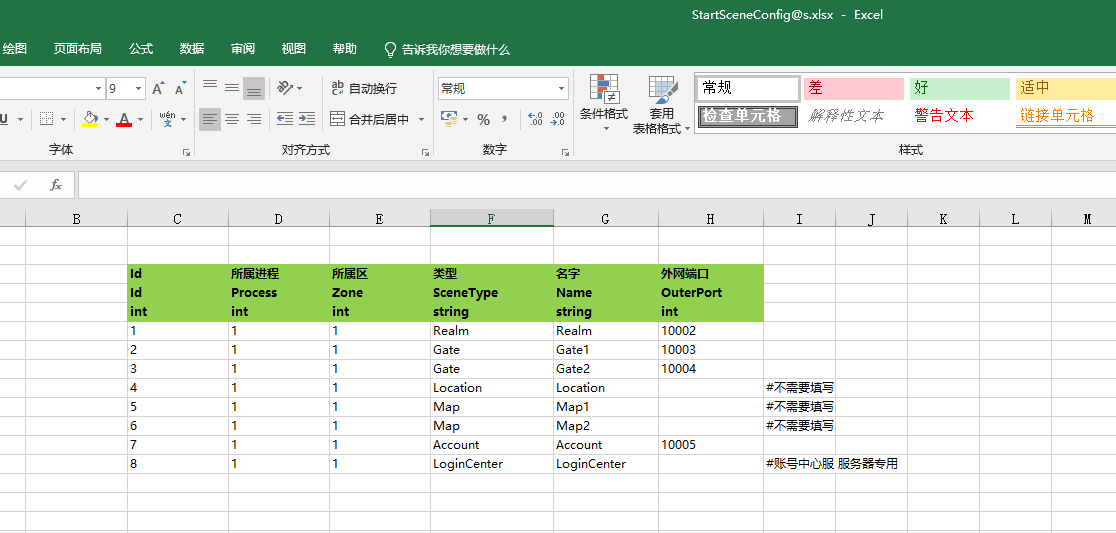 StartSceneConfig@s.xlsx - Excel
绘图 页面布局 公式 数据 审阅 视图 帮助 告诉我你想要做什么
9 A A ab 自动换行 常规 条件格式 套用 表格格式 常规 差 好 适中
U A wén 文 合并后居中 % , 检查单元格 解释性文本 警告文本 链接单元格
字体 对齐方式 数字 样式
fx
B C D E F G H I J K L M
Id 所属进程 所属区 类型 名字 外网端口
Id Process Zone SceneType Name OuterPort
int int int string string int
1 1 1 Realm Realm 10002
2 1 1 Gate Gate1 10003
3 1 1 Gate Gate2 10004
4 1 1 Location Location #不需要填写
5 1 1 Map Map1 #不需要填写
6 1 1 Map Map2 #不需要填写
7 1 1 Account Account 10005
8 1 1 LoginCenter LoginCenter #账号中心服 服务器专用